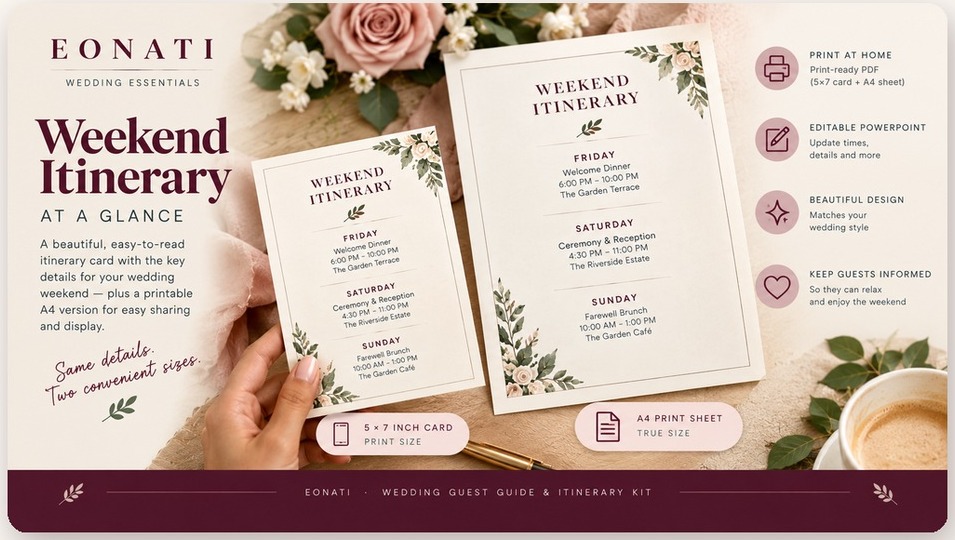 EONATI
WEDDING ESSENTIALS
Weekend
Itinerary
AT A GLANCE
A beautiful, easy-to-read
itinerary card with the key
details for your wedding
weekend — plus a printable
A4 version for easy sharing
and display.
Same details.
Two convenient sizes.
WEEKEND
ITINERARY
FRIDAY
Welcome Dinner
6:00 PM – 10:00 PM
The Garden Terrace
SATURDAY
Ceremony & Reception
4:30 PM – 11:00 PM
The Riverside Estate
SUNDAY
Farewell Brunch
10:00 AM – 1:00 PM
The Garden Café
5 × 7 INCH CARD
PRINT SIZE
WEEKEND
ITINERARY
FRIDAY
Welcome Dinner
6:00 PM – 10:00 PM
The Garden Terrace
SATURDAY
Ceremony & Reception
4:30 PM – 11:00 PM
The Riverside Estate
SUNDAY
Farewell Brunch
10:00 AM – 1:00 PM
The Garden Café
A4 PRINT SHEET
TRUE SIZE
PRINT AT HOME
Print-ready PDF
(5×7 card + A4 sheet)
EDITABLE POWERPOINT
Update times,
details and more
BEAUTIFUL DESIGN
Matches your
wedding style
KEEP GUESTS INFORMED
So they can relax
and enjoy the weekend
EONATI · WEDDING GUEST GUIDE & ITINERARY KIT